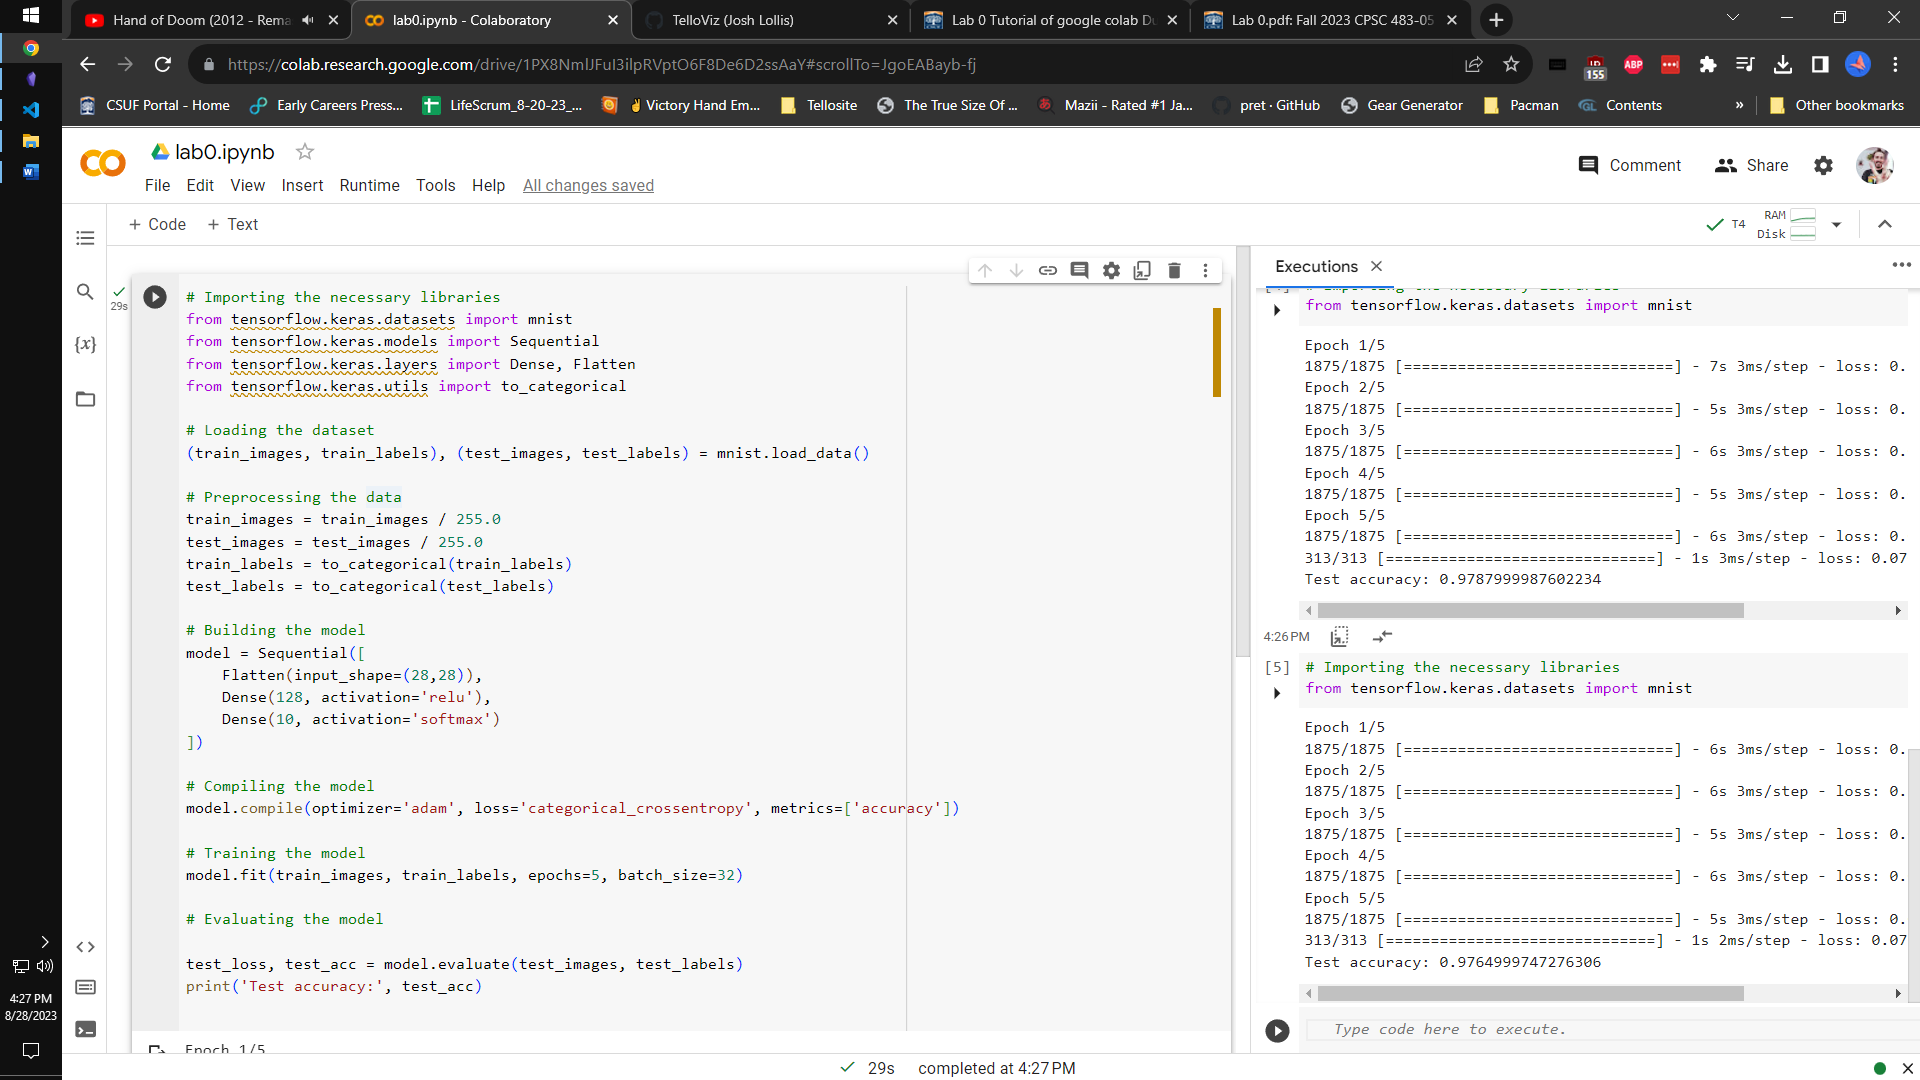 Hand of Doom (2012 - Rema
lab0.ipynb - Colaboratory
TelloViz (Josh Lollis)
Lab 0 Tutorial of google colab Du
Lab 0.pdf: Fall 2023 CPSC 483-05
https://colab.research.google.com/drive/1PX8NmlJFuI3ilpRVptO6F8De6D2ssAaY#scrollTo=JgoEABayb-fj
155
ABP
CSUF Portal - Home
Early Careers Press...
LifeScrum_8-20-23_...
Victory Hand Em...
Tellosite
The True Size Of ...
Mazii - Rated #1 Ja...
pret · GitHub
Gear Generator
Pacman
GL Contents
»
Other bookmarks
lab0.ipynb
File Edit View Insert Runtime Tools Help All changes saved
Comment
Share
+ Code + Text
T4
RAM
Disk
29s
{x}
# Importing the necessary libraries
from tensorflow.keras.datasets import mnist
from tensorflow.keras.models import Sequential
from tensorflow.keras.layers import Dense, Flatten
from tensorflow.keras.utils import to_categorical
# Loading the dataset
(train_images, train_labels), (test_images, test_labels) = mnist.load_data()
# Preprocessing the data
train_images = train_images / 255.0
test_images = test_images / 255.0
train_labels = to_categorical(train_labels)
test_labels = to_categorical(test_labels)
# Building the model
model = Sequential([
Flatten(input_shape=(28,28)),
Dense(128, activation='relu'),
Dense(10, activation='softmax')
])
# Compiling the model
model.compile(optimizer='adam', loss='categorical_crossentropy', metrics=['accuracy'])
# Training the model
model.fit(train_images, train_labels, epochs=5, batch_size=32)
# Evaluating the model
test_loss, test_acc = model.evaluate(test_images, test_labels)
print('Test accuracy:', test_acc)
Epoch 1/5
Executions
from tensorflow.keras.datasets import mnist
Epoch 1/5
1875/1875 [==============================] - 7s 3ms/step - loss: 0.
Epoch 2/5
1875/1875 [==============================] - 5s 3ms/step - loss: 0.
Epoch 3/5
1875/1875 [==============================] - 6s 3ms/step - loss: 0.
Epoch 4/5
1875/1875 [==============================] - 5s 3ms/step - loss: 0.
Epoch 5/5
1875/1875 [==============================] - 6s 3ms/step - loss: 0.
313/313 [==============================] - 1s 3ms/step - loss: 0.07
Test accuracy: 0.9787999987602234
4:26 PM
[5]
# Importing the necessary libraries
from tensorflow.keras.datasets import mnist
Epoch 1/5
1875/1875 [==============================] - 6s 3ms/step - loss: 0.
Epoch 2/5
1875/1875 [==============================] - 6s 3ms/step - loss: 0.
Epoch 3/5
1875/1875 [==============================] - 5s 3ms/step - loss: 0.
Epoch 4/5
1875/1875 [==============================] - 6s 3ms/step - loss: 0.
Epoch 5/5
1875/1875 [==============================] - 5s 3ms/step - loss: 0.
313/313 [==============================] - 1s 2ms/step - loss: 0.07
Test accuracy: 0.9764999747276306
Type code here to execute.
29s completed at 4:27 PM
4:27 PM
8/28/2023